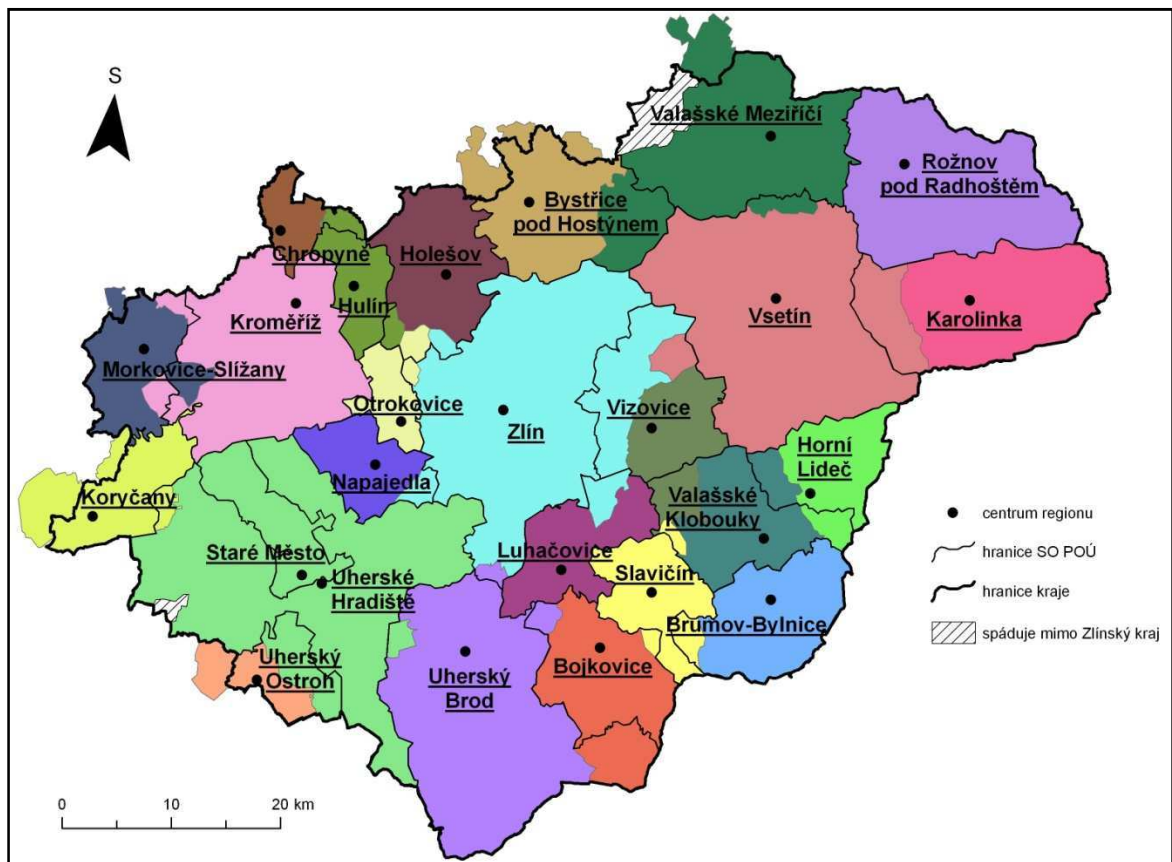 S
Valašské Meziříčí
Rožnov
pod Radhoštěm
Bystřice
pod Hostýnem
Chropyně
Holešov
Hulín
Kroměříž
Vsetín
Karolinka
Morkovice-Slížany
Otrokovice
Zlín
Vizovice
Horní
Lideč
Napajedla
Valašské
Klobouky
Koryčany
Staré Město
Uherské
Hradiště
Luhačovice
Slavičín
Brumov-Bylnice
Uherský
Ostroh
Uherský
Brod
Bojkovice
centrum regionu
hranice SO POÚ
hranice kraje
spáduje mimo Zlínský kraj
0 10 20 km